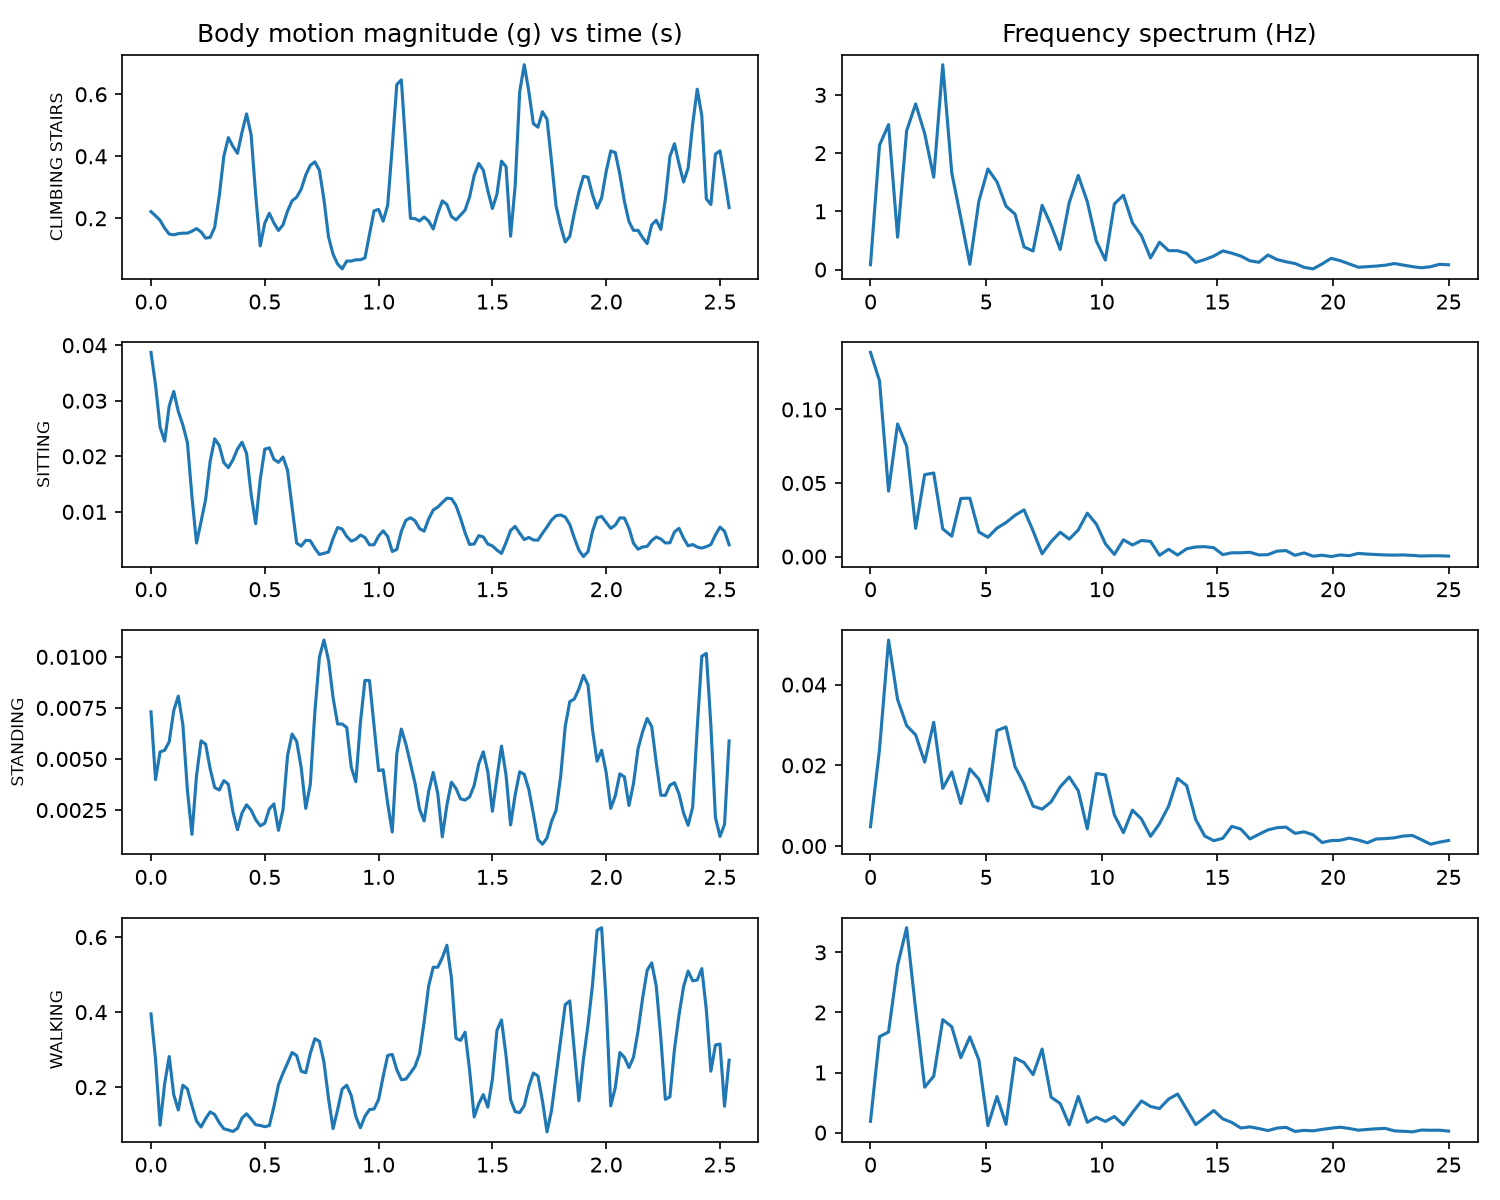 Body motion magnitude (g) vs time (s)
Frequency spectrum (Hz)
CLIMBING STAIRS
0.6
0.4
0.2
0.0 0.5 1.0 1.5 2.0 2.5
3
2
1
0
0 5 10 15 20 25
SITTING
0.04
0.03
0.02
0.01
0.0 0.5 1.0 1.5 2.0 2.5
0.10
0.05
0.00
0 5 10 15 20 25
STANDING
0.0100
0.0075
0.0050
0.0025
0.0 0.5 1.0 1.5 2.0 2.5
0.04
0.02
0.00
0 5 10 15 20 25
WALKING
0.6
0.4
0.2
0.0 0.5 1.0 1.5 2.0 2.5
3
2
1
0
0 5 10 15 20 25